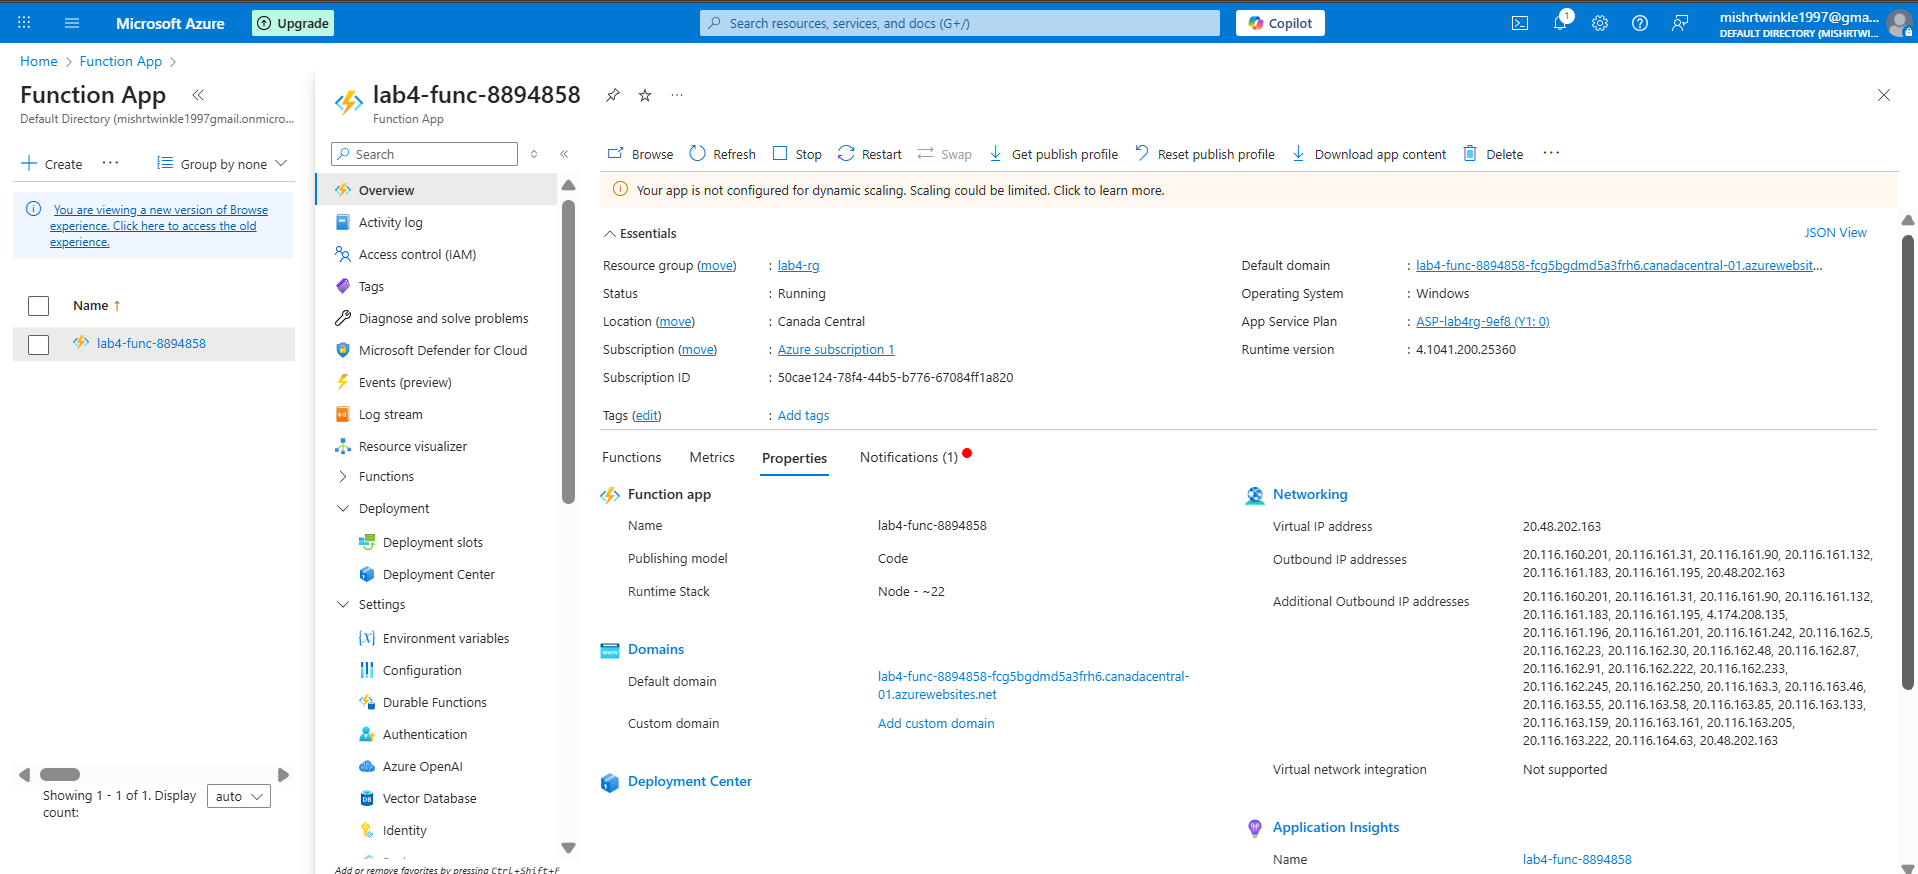 Microsoft Azure
Upgrade
Search resources, services, and docs (G+/)
Copilot
1
mishrtwinkle1997@gma...
DEFAULT DIRECTORY (MISHRTWI...
Home > Function App >
Function App
Default Directory (mishrtwinkle1997gmail.onmicro...
Create
Group by none
You are viewing a new version of Browse
experience. Click here to access the old
experience.
Name ↑
lab4-func-8894858
Showing 1 - 1 of 1. Display
count:
auto
lab4-func-8894858
Function App
Search
Overview
Activity log
Access control (IAM)
Tags
Diagnose and solve problems
Microsoft Defender for Cloud
Events (preview)
Log stream
Resource visualizer
Functions
Deployment
Deployment slots
Deployment Center
Settings
Environment variables
Configuration
Durable Functions
Authentication
Azure OpenAI
Vector Database
Identity
Add or remove favorites by pressing Ctrl+Shift+F
Browse
Refresh
Stop
Restart
Swap
Get publish profile
Reset publish profile
Download app content
Delete
Your app is not configured for dynamic scaling. Scaling could be limited. Click to learn more.
Essentials
JSON View
Resource group (move) : lab4-rg
Status : Running
Location (move) : Canada Central
Subscription (move) : Azure subscription 1
Subscription ID : 50cae124-78f4-44b5-b776-67084ff1a820
Tags (edit) : Add tags
Default domain : lab4-func-8894858-fcg5bgdmd5a3frh6.canadacentral-01.azurewebsit...
Operating System : Windows
App Service Plan : ASP-lab4rg-9ef8 (Y1: 0)
Runtime version : 4.1041.200.25360
Functions
Metrics
Properties
Notifications (1)
Function app
Name lab4-func-8894858
Publishing model Code
Runtime Stack Node - ~22
Domains
Default domain lab4-func-8894858-fcg5bgdmd5a3frh6.canadacentral-
01.azurewebsites.net
Custom domain Add custom domain
Deployment Center
Networking
Virtual IP address 20.48.202.163
Outbound IP addresses 20.116.160.201, 20.116.161.31, 20.116.161.90, 20.116.161.132,
20.116.161.183, 20.116.161.195, 20.48.202.163
Additional Outbound IP addresses 20.116.160.201, 20.116.161.31, 20.116.161.90, 20.116.161.132,
20.116.161.183, 20.116.161.195, 4.174.208.135,
20.116.161.196, 20.116.161.201, 20.116.161.242, 20.116.162.5,
20.116.162.23, 20.116.162.30, 20.116.162.48, 20.116.162.87,
20.116.162.91, 20.116.162.222, 20.116.162.233,
20.116.162.245, 20.116.162.250, 20.116.163.3, 20.116.163.46,
20.116.163.55, 20.116.163.58, 20.116.163.85, 20.116.163.133,
20.116.163.159, 20.116.163.161, 20.116.163.205,
20.116.163.222, 20.116.164.63, 20.48.202.163
Virtual network integration Not supported
Application Insights
Name lab4-func-8894858